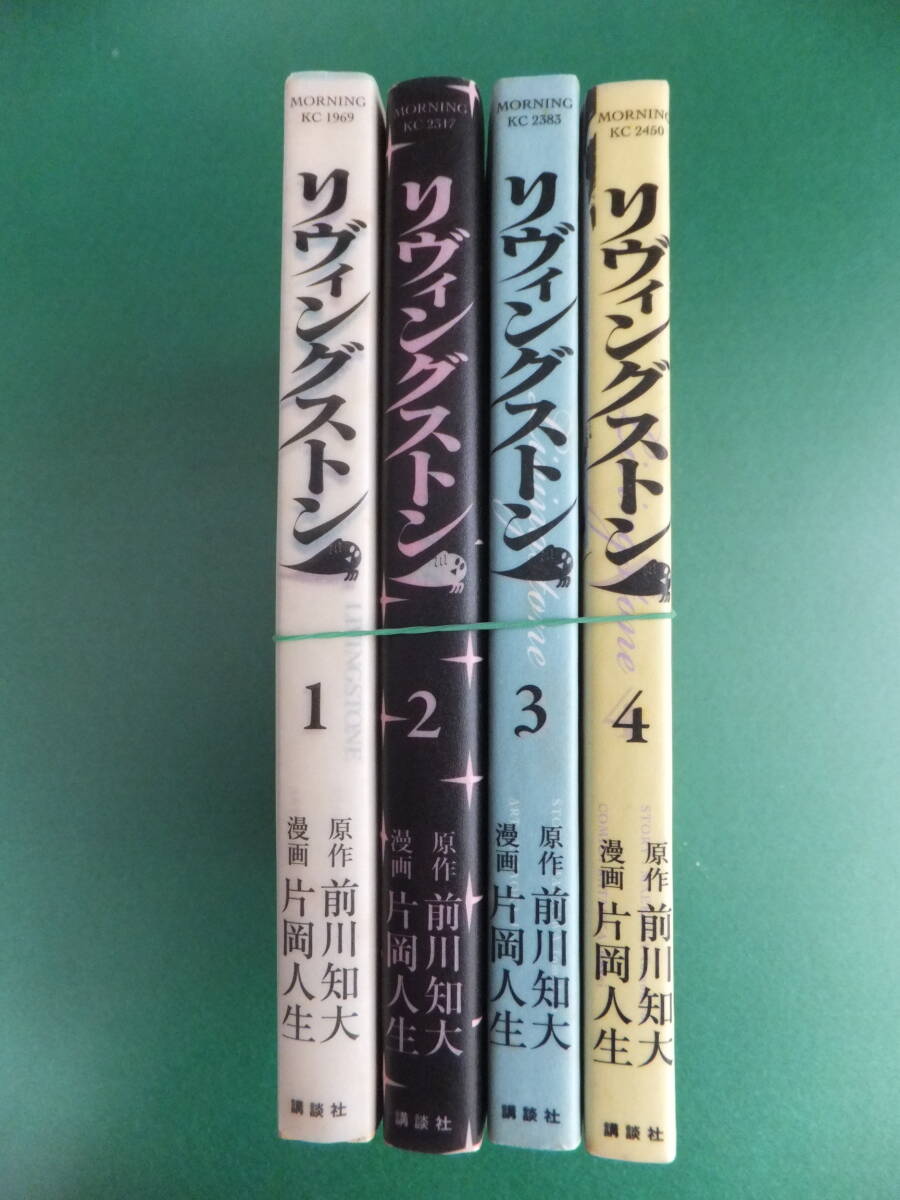 MORNING
KC 1969
リヴィングストン
LIVINGSTONE
1
原作 前川知大
漫画 片岡人生
講談社
MORNING
KC 2317
リヴィングストン
2
原作 前川知大
漫画 片岡人生
講談社
MORNING
KC 2383
リヴィングストン
Livingstone
3
原作 前川知大
漫画 片岡人生
講談社
MORNING
KC 2450
リヴィングストン
Livingstone
4
原作 前川知大
漫画 片岡人生
講談社